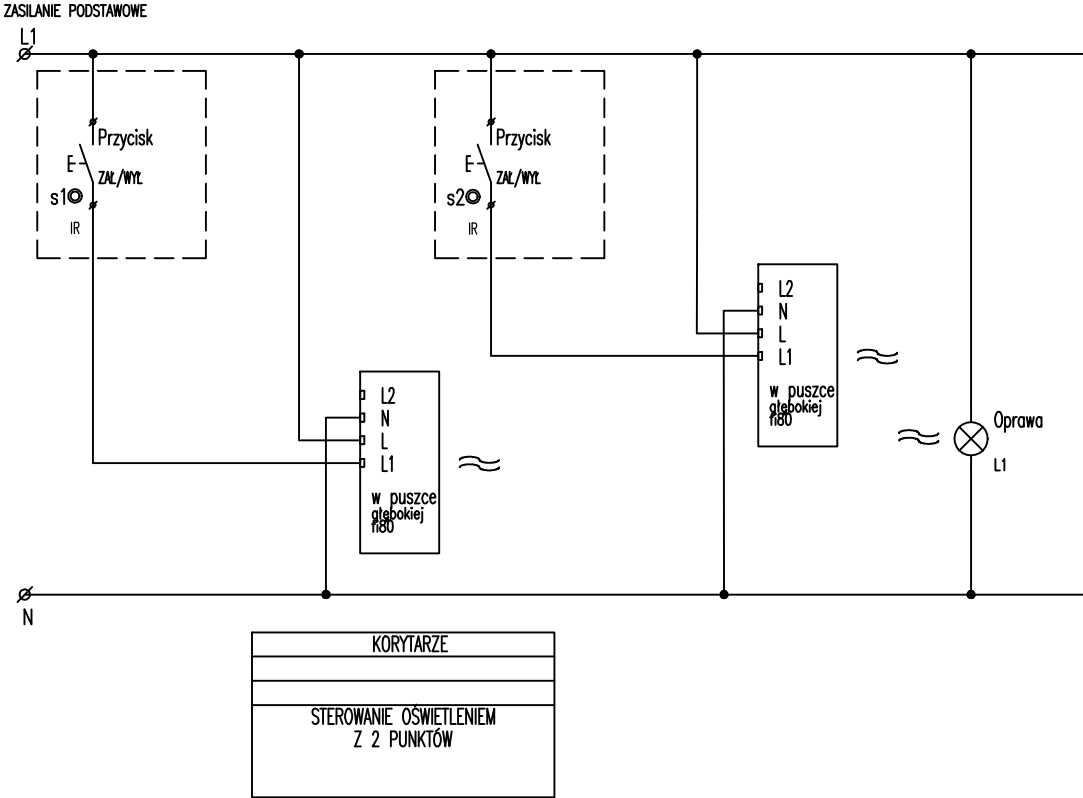 ZASILANIE PODSTAWOWE
L1
Przycisk
E
ZAŁ/WYŁ
s1
IR
Przycisk
E
ZAŁ/WYŁ
s2
IR
L2
N
L
L1
w puszce
głębokiej
fi80
L2
N
L
L1
w puszce
głębokiej
fi80
Oprawa
L1
N
KORYTARZE
STEROWANIE OŚWIETLENIEM
Z 2 PUNKTÓW